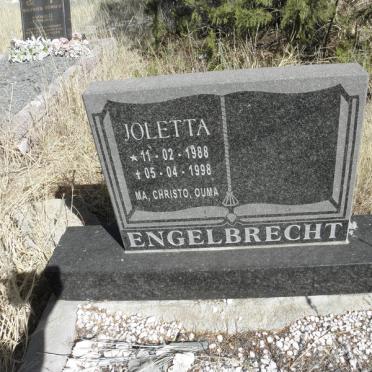 JOLETTA
★ 11 - 02 - 1988
✝ 05 - 04 - 1998
MA, CHRISTO, OUMA
ENGELBRECHT